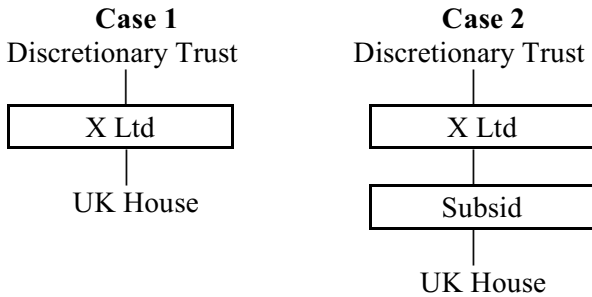 Case 1
Discretionary Trust
X Ltd
UK House
Case 2
Discretionary Trust
X Ltd
Subsid
UK House